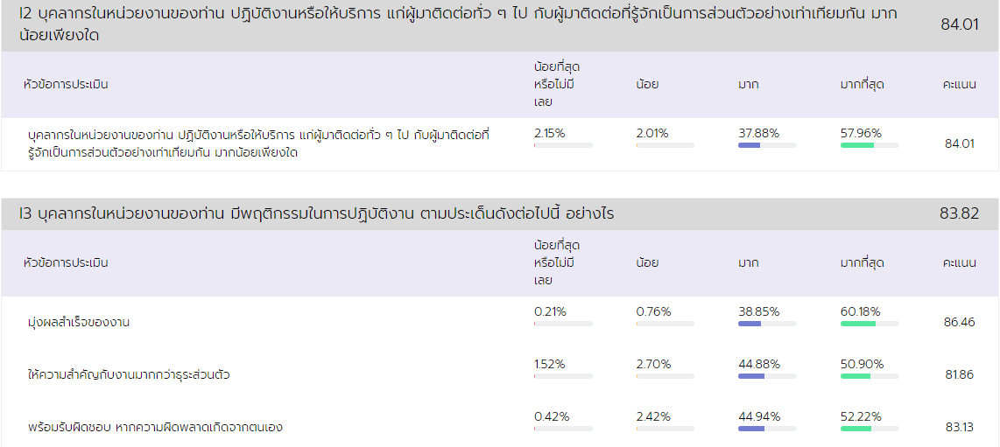 I2 บุคลากรในหน่วยงานของท่าน ปฏิบัติงานหรือให้บริการ แก่ผู้มาติดต่อทั่ว ๆ ไป กับผู้มาติดต่อที่รู้จักเป็นการส่วนตัวอย่างเท่าเทียมกัน มาก
น้อยเพียงใด
84.01
หัวข้อการประเมิน
น้อยที่สุด
หรือไม่มี
เลย
น้อย
มาก
มากที่สุด
คะแนน
บุคลากรในหน่วยงานของท่าน ปฏิบัติงานหรือให้บริการ แก่ผู้มาติดต่อทั่ว ๆ ไป กับผู้มาติดต่อที่
รู้จักเป็นการส่วนตัวอย่างเท่าเทียมกัน มากน้อยเพียงใด
2.15%
2.01%
37.88%
57.96%
84.01
I3 บุคลากรในหน่วยงานของท่าน มีพฤติกรรมในการปฏิบัติงาน ตามประเด็นดังต่อไปนี้ อย่างไร
83.82
หัวข้อการประเมิน
น้อยที่สุด
หรือไม่มี
เลย
น้อย
มาก
มากที่สุด
คะแนน
มุ่งผลสำเร็จของงาน
0.21%
0.76%
38.85%
60.18%
86.46
ให้ความสำคัญกับงานมากกว่าธุระส่วนตัว
1.52%
2.70%
44.88%
50.90%
81.86
พร้อมรับผิดชอบ หากความผิดพลาดเกิดจากตนเอง
0.42%
2.42%
44.94%
52.22%
83.13